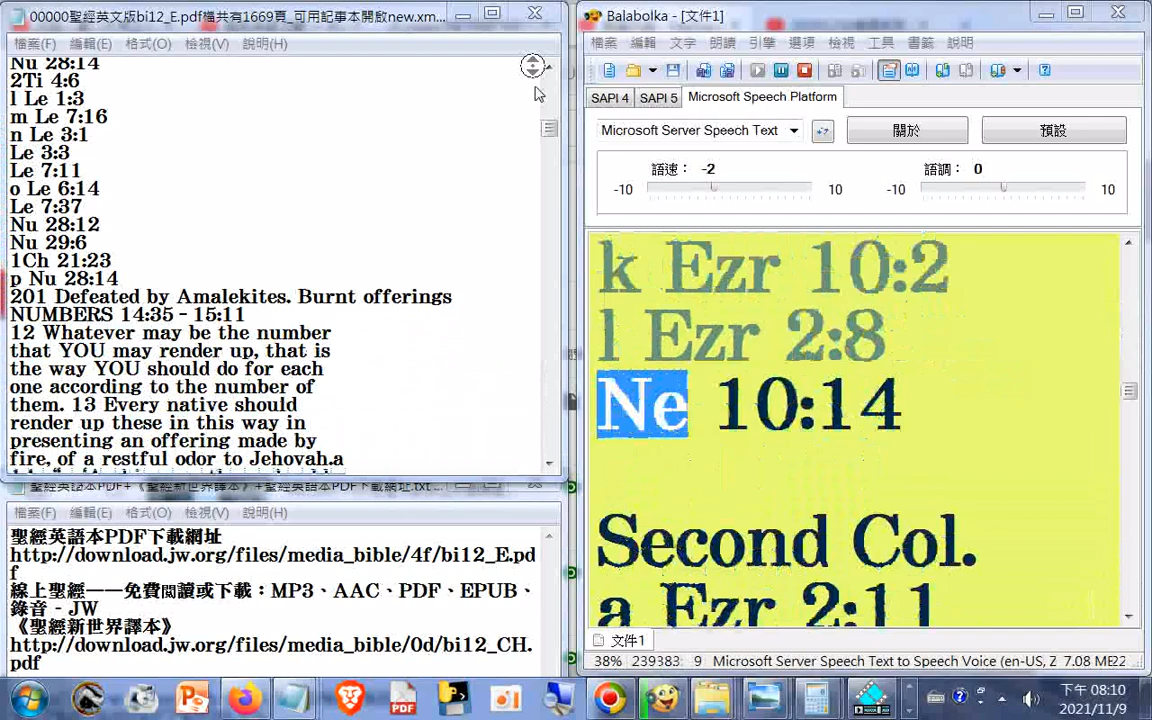 00000聖經英文版bi12_E.pdf檔共有1669頁_可用記事本開啟new.xm...
檔案(F) 編輯(E) 格式(O) 檢視(V) 說明(H)
Nu 28:14
2Ti 4:6
l Le 1:3
m Le 7:16
n Le 3:1
Le 3:3
Le 7:11
o Le 6:14
Le 7:37
Nu 28:12
Nu 29:6
1Ch 21:23
p Nu 28:14
201 Defeated by Amalekites. Burnt offerings
NUMBERS 14:35 - 15:11
12 Whatever may be the number
that YOU may render up, that is
the way YOU should do for each
one according to the number of
them. 13 Every native should
render up these in this way in
presenting an offering made by
fire, of a restful odor to Jehovah.a
聖經英語本PDF+《聖經新世界譯本》+聖經英語本PDF下載網址.txt ...
檔案(F) 編輯(E) 格式(O) 檢視(V) 說明(H)
聖經英語本PDF下載網址
http://download.jw.org/files/media_bible/4f/bi12_E.pd
f
線上聖經——免費閱讀或下載：MP3、AAC、PDF、EPUB、
錄音 - JW
《聖經新世界譯本》
http://download.jw.org/files/media_bible/0d/bi12_CH.
pdf
Balabolka - [文件1]
檔案 編輯 文字 朗讀 引擎 選項 檢視 工具 書籤 說明
SAPI 4 SAPI 5 Microsoft Speech Platform
Microsoft Server Speech Text 關於 預設
語速： -2 語調： 0
-10 10 -10 10
k Ezr 10:2
l Ezr 2:8
Ne 10:14
Second Col.
a Ezr 2:11
文件1
38% 239383: 9 Microsoft Server Speech Text to Speech Voice (en-US, Z 7.08 ME22
PDF
下午 08:10
2021/11/9